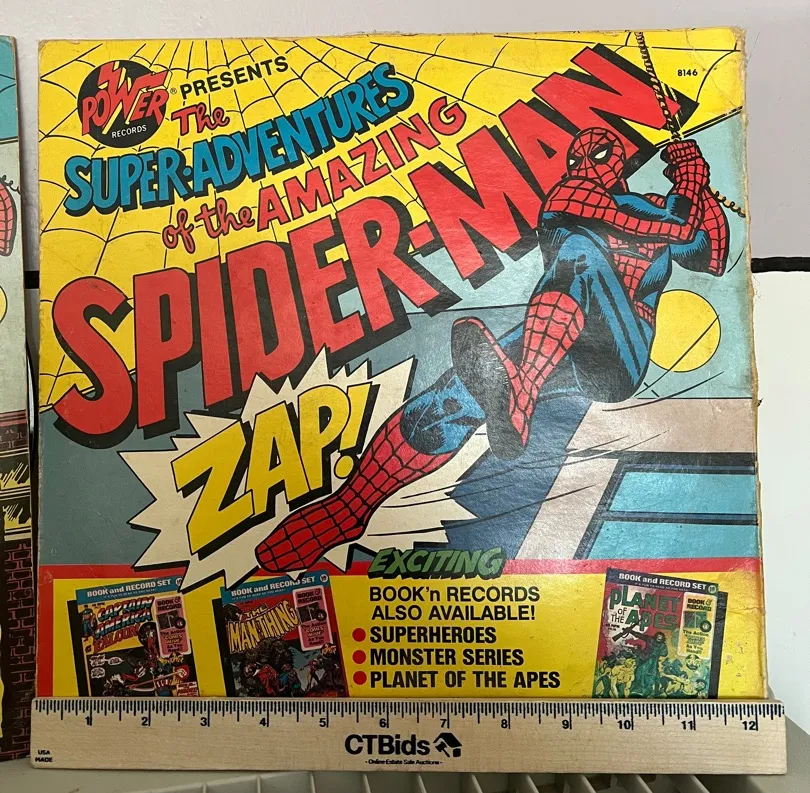 POWER
RECORDS
®
PRESENTS
8146
The
SUPER-ADVENTURES
of the AMAZING
SPIDER-MAN
ZAP!
EXCITING
BOOK'n RECORDS
ALSO AVAILABLE!
SUPERHEROES
MONSTER SERIES
PLANET OF THE APES
BOOK and RECORD SET
CAPTAIN
AMERICA
BOOK and RECORD SET
THE
MAN-THING
BOOK and RECORD SET
PLANET
OF THE
APES
1 2 3 4 5 6 7 8 9 10 11 12
USA
MADE
CTBids
- Online Estate Sale Auctions -